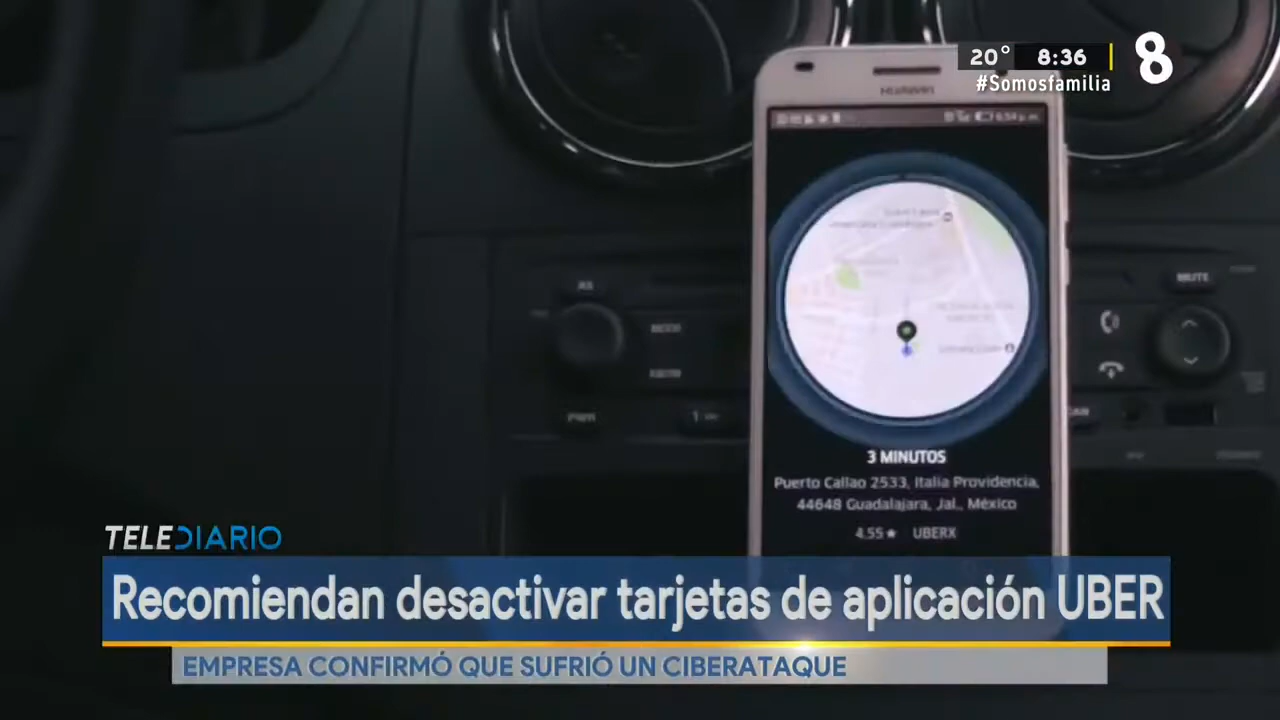 20° 8:36
8
#Somosfamilia
HUAWEI
MUTE
AS
3 MINUTOS
Puerto Callao 2533, Italia Providencia,
44648 Guadalajara, Jal., México
4.55★ UBERX
TELEDIARIO
Recomiendan desactivar tarjetas de aplicación UBER
EMPRESA CONFIRMÓ QUE SUFRIÓ UN CIBERATAQUE